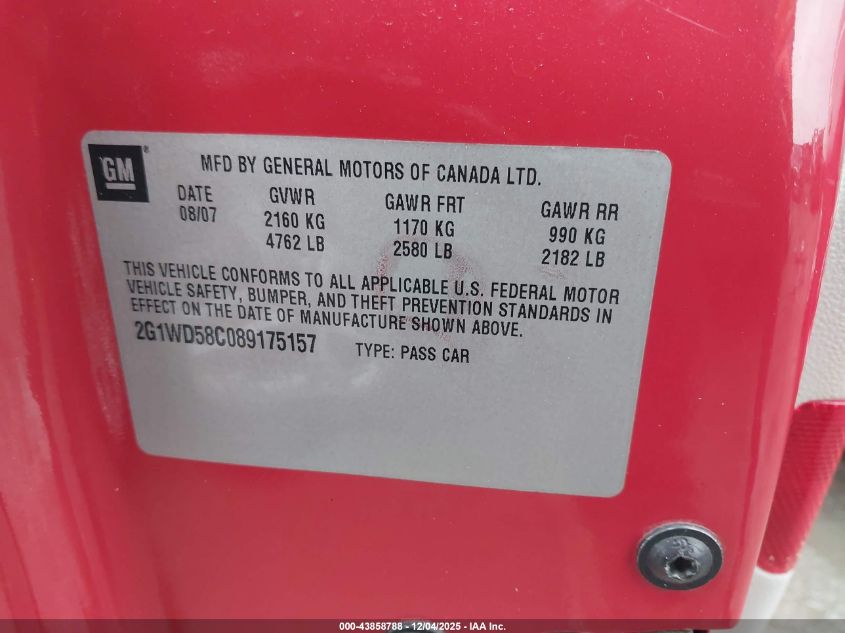 GM®
MFD BY GENERAL MOTORS OF CANADA LTD.
DATE GVWR GAWR FRT GAWR RR
08/07 2160 KG 1170 KG 990 KG
4762 LB 2580 LB 2182 LB
THIS VEHICLE CONFORMS TO ALL APPLICABLE U.S. FEDERAL MOTOR
VEHICLE SAFETY, BUMPER, AND THEFT PREVENTION STANDARDS IN
EFFECT ON THE DATE OF MANUFACTURE SHOWN ABOVE.
2G1WD58C089175157 TYPE: PASS CAR
000-43858788 - 12/04/2025 - IAA Inc.